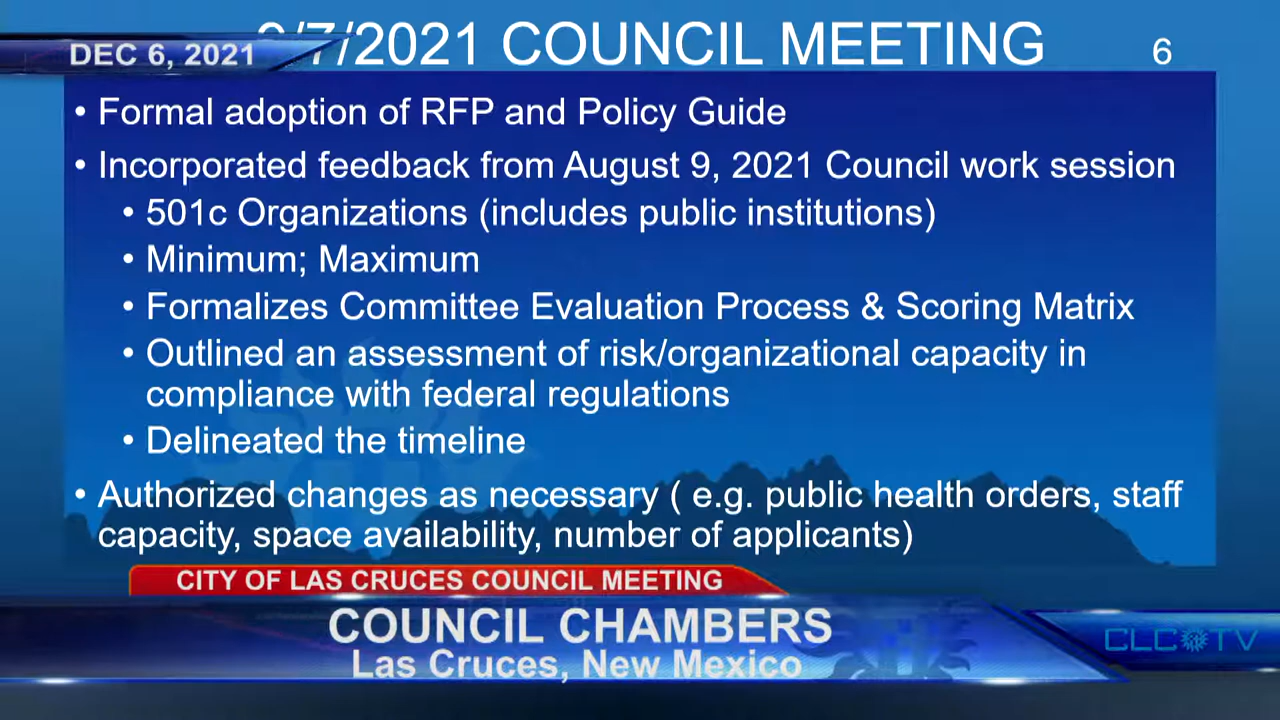 DEC 6, 2021
/7/2021 COUNCIL MEETING
6
• Formal adoption of RFP and Policy Guide
• Incorporated feedback from August 9, 2021 Council work session
• 501c Organizations (includes public institutions)
• Minimum; Maximum
• Formalizes Committee Evaluation Process & Scoring Matrix
• Outlined an assessment of risk/organizational capacity in
compliance with federal regulations
• Delineated the timeline
• Authorized changes as necessary ( e.g. public health orders, staff
capacity, space availability, number of applicants)
CITY OF LAS CRUCES COUNCIL MEETING
COUNCIL CHAMBERS
Las Cruces, New Mexico
CLC TV